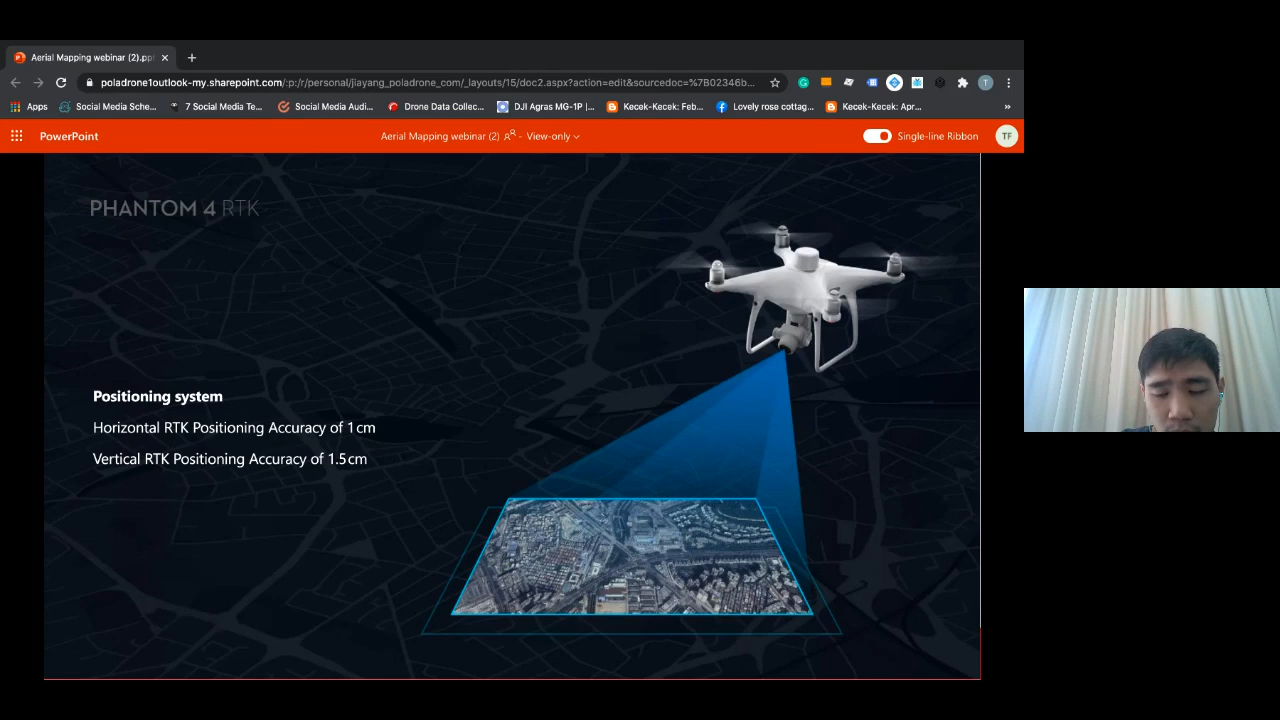 Aerial Mapping webinar (2).pp
poladrone1outlook-my.sharepoint.com/:p:/r/personal/jiayang_poladrone_com/_layouts/15/doc2.aspx?action=edit&sourcedoc=%7B02346b...
T
Apps
Social Media Sche...
7 Social Media Te...
Social Media Audi...
Drone Data Collec...
DJI Agras MG-1P |...
Kecek-Kecek: Feb...
Lovely rose cottag...
Kecek-Kecek: Apr...
»
PowerPoint
Aerial Mapping webinar (2) - View-only
Single-line Ribbon
TF
PHANTOM 4 RTK
Positioning system
Horizontal RTK Positioning Accuracy of 1 cm
Vertical RTK Positioning Accuracy of 1.5 cm